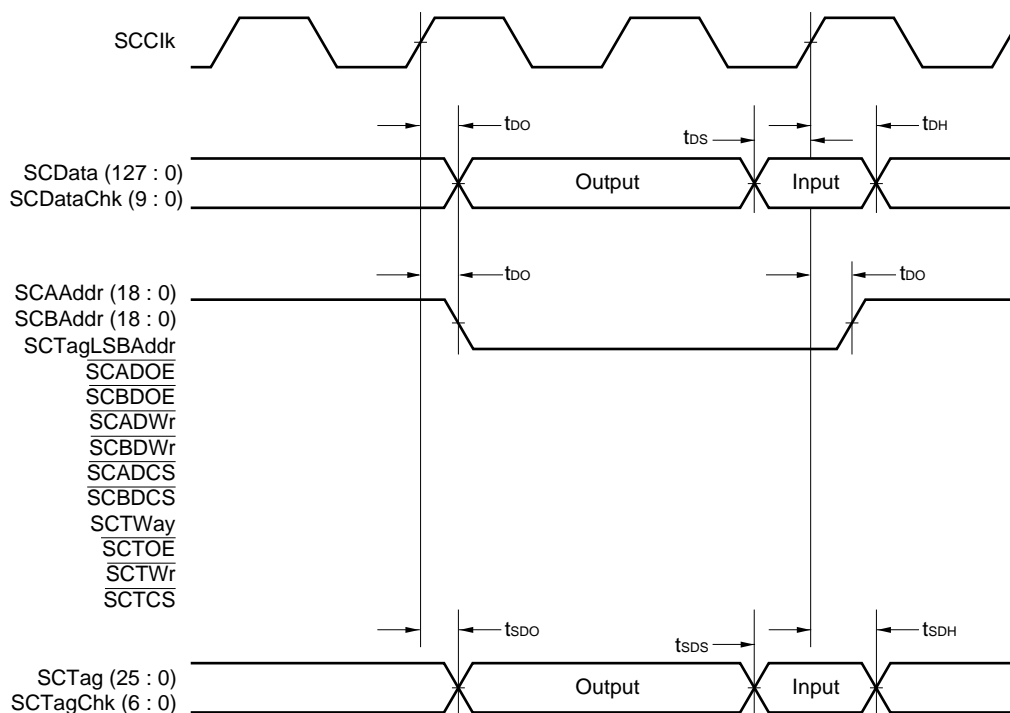 SCClk
tDO
tDS
tDH
SCData (127 : 0)
SCDataChk (9 : 0)
Output
Input
tDO
tDO
SCAAddr (18 : 0)
SCBAddr (18 : 0)
SCTagLSBAddr
SCADOE
SCBDOE
SCADWr
SCBDWr
SCADCS
SCBDCS
SCTWay
SCTOE
SCTWr
SCTCS
tSDO
tSDS
tSDH
SCTag (25 : 0)
SCTagChk (6 : 0)
Output
Input